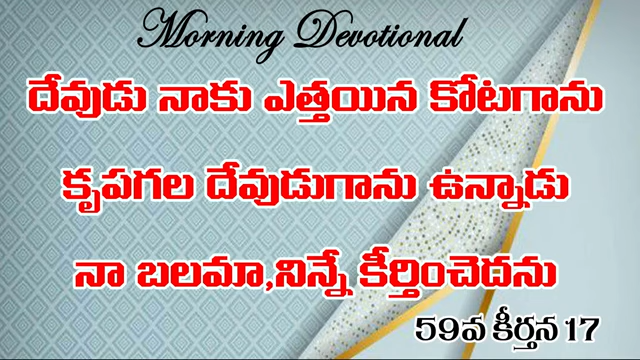 Morning Devotional
దేవుడు నాకు ఎత్తయిన కోటగాను
కృపగల దేవుడుగాను ఉన్నాడు
నా బలమా,నిన్నే కీర్తించెదను
59వ కీర్తన 17